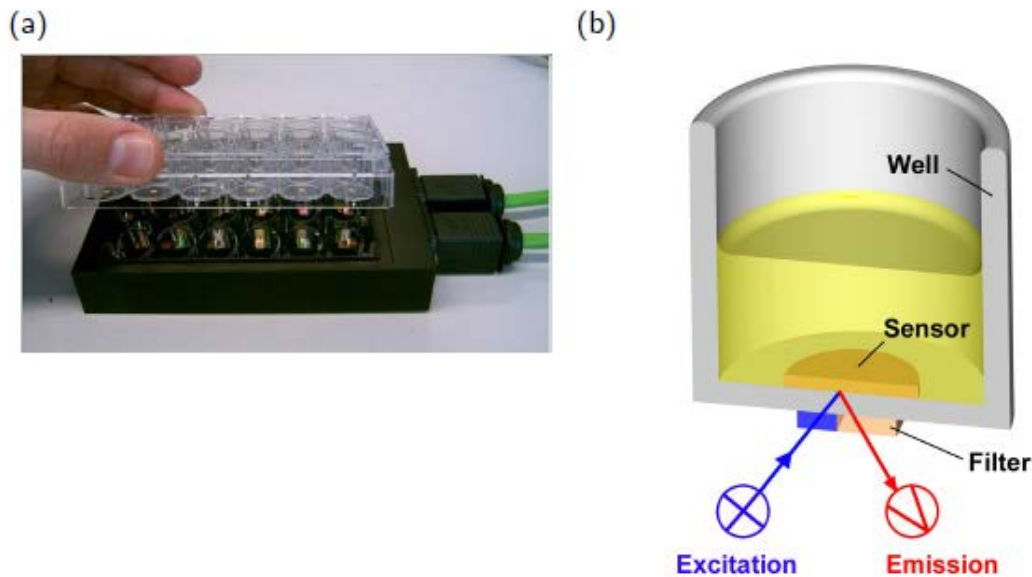 (a)
(b)
Well
Sensor
Filter
Excitation
Emission